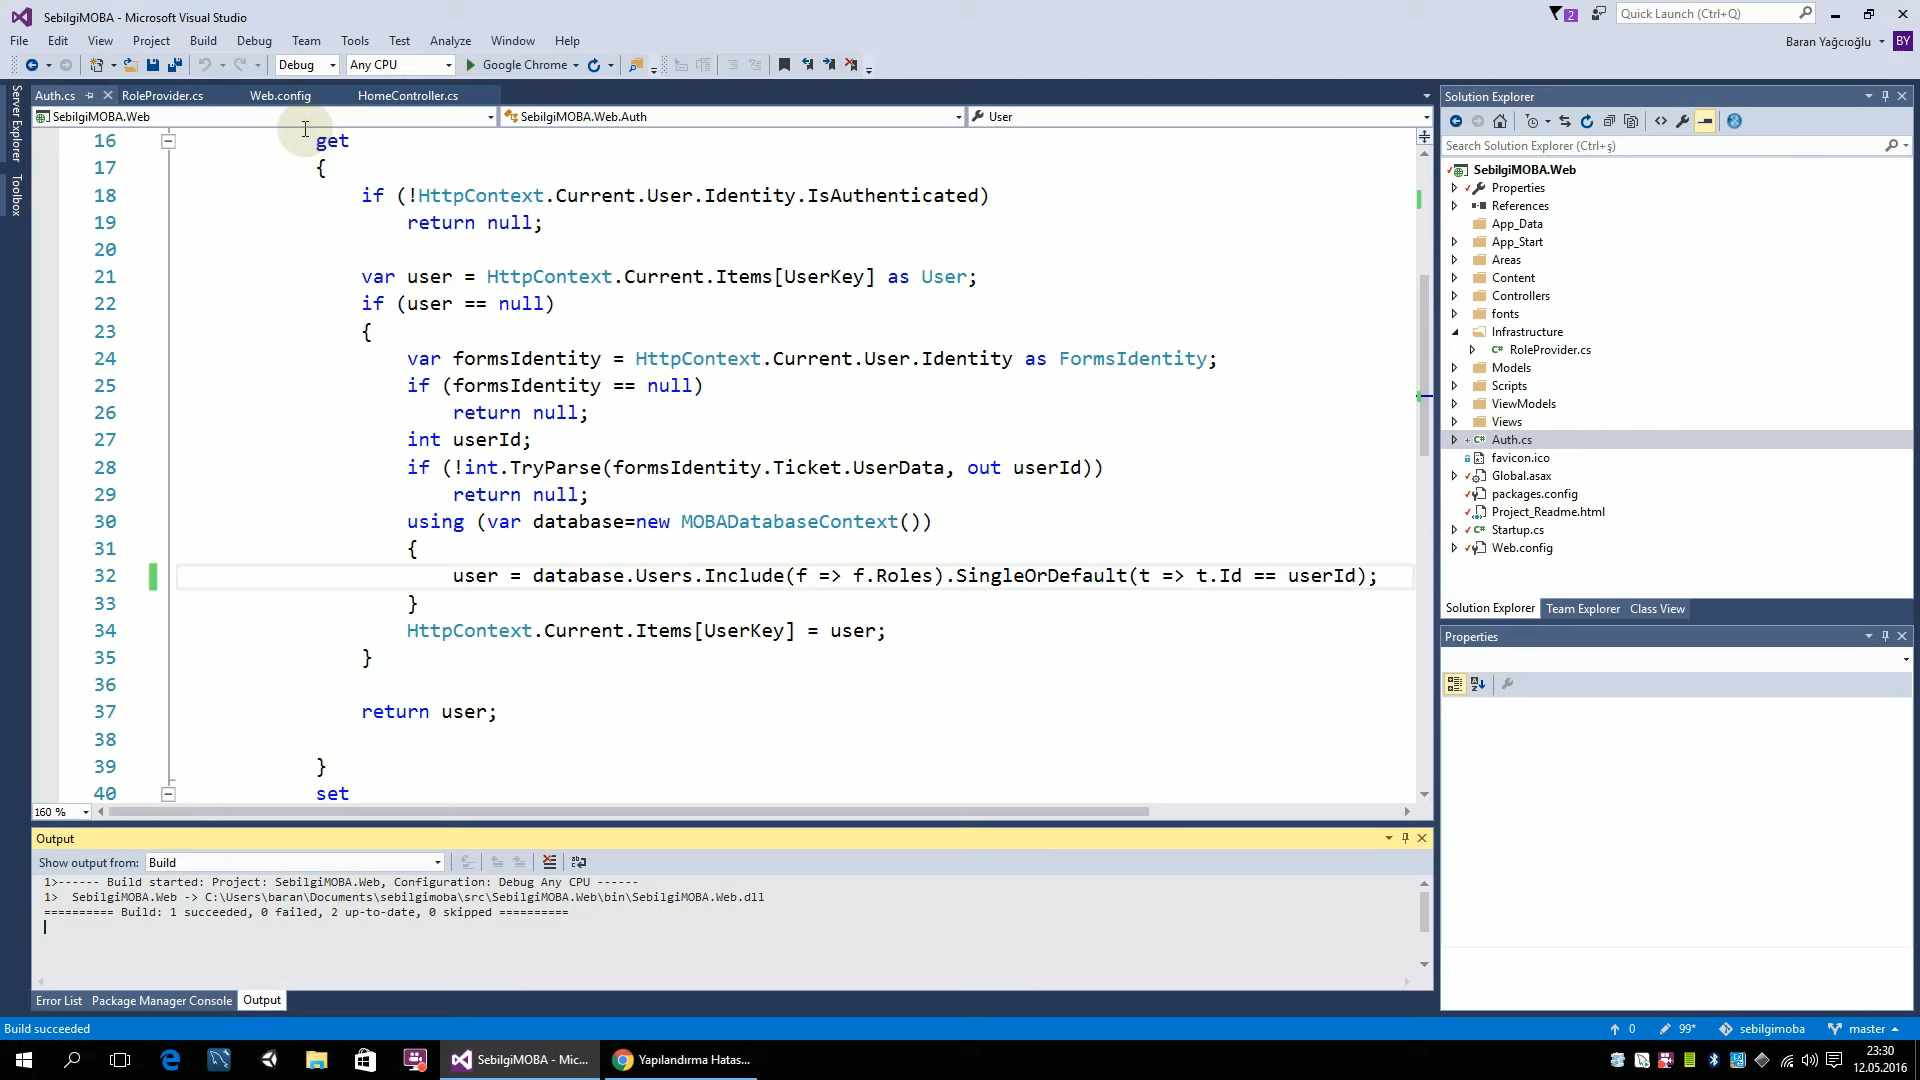 SebilgiMOBA - Microsoft Visual Studio
2
Quick Launch (Ctrl+Q)
File Edit View Project Build Debug Team Tools Test Analyze Window Help
Baran Yağcıoğlu BY
Debug Any CPU Google Chrome
Server Explorer
Toolbox
Auth.cs RoleProvider.cs Web.config HomeController.cs
SebilgiMOBA.Web SebilgiMOBA.Web.Auth User
16 get
17 {
18 if (!HttpContext.Current.User.Identity.IsAuthenticated)
19 return null;
20
21 var user = HttpContext.Current.Items[UserKey] as User;
22 if (user == null)
23 {
24 var formsIdentity = HttpContext.Current.User.Identity as FormsIdentity;
25 if (formsIdentity == null)
26 return null;
27 int userId;
28 if (!int.TryParse(formsIdentity.Ticket.UserData, out userId))
29 return null;
30 using (var database=new MOBADatabaseContext())
31 {
32 user = database.Users.Include(f => f.Roles).SingleOrDefault(t => t.Id == userId);
33 }
34 HttpContext.Current.Items[UserKey] = user;
35 }
36
37 return user;
38
39 }
40 set
160 %
Output
Show output from: Build
1>------ Build started: Project: SebilgiMOBA.Web, Configuration: Debug Any CPU ------
1> SebilgiMOBA.Web -> C:\Users\baran\Documents\sebilgimoba\src\SebilgiMOBA.Web\bin\SebilgiMOBA.Web.dll
========== Build: 1 succeeded, 0 failed, 2 up-to-date, 0 skipped ==========
Error List Package Manager Console Output
Solution Explorer
Search Solution Explorer (Ctrl+ş)
SebilgiMOBA.Web
Properties
References
App_Data
App_Start
Areas
Content
Controllers
fonts
Infrastructure
RoleProvider.cs
Models
Scripts
ViewModels
Views
Auth.cs
favicon.ico
Global.asax
packages.config
Project_Readme.html
Startup.cs
Web.config
Solution Explorer Team Explorer Class View
Properties
Build succeeded
0 99* sebilgimoba master
SebilgiMOBA - Mic...
Yapılandırma Hatas...
23:30
12.05.2016